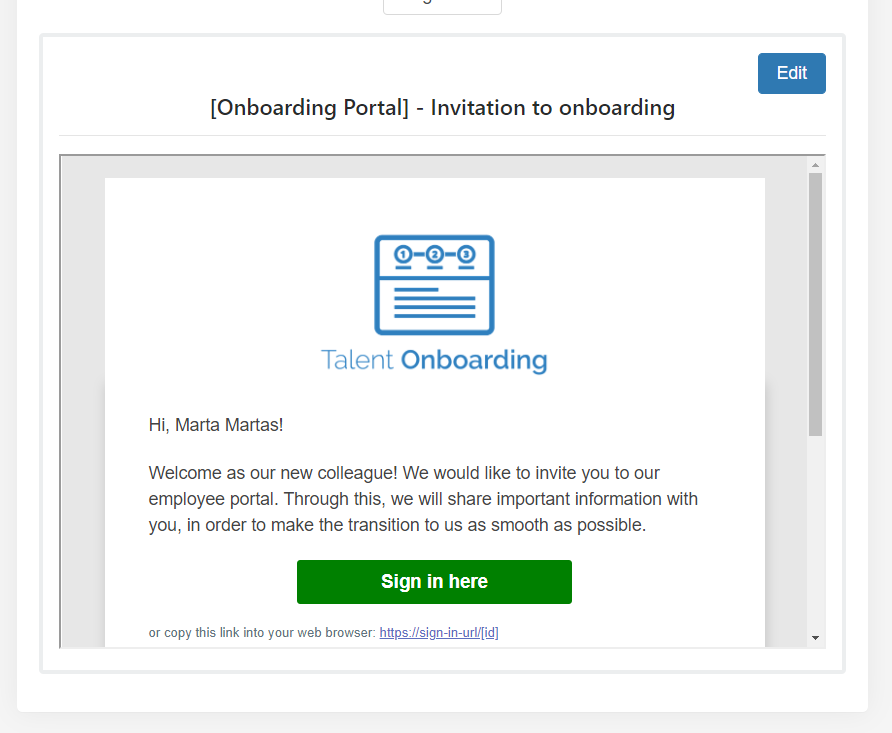 Edit
[Onboarding Portal] - Invitation to onboarding
1 2 3
Talent Onboarding
Hi, Marta Martas!
Welcome as our new colleague! We would like to invite you to our
employee portal. Through this, we will share important information with
you, in order to make the transition to us as smooth as possible.
Sign in here
or copy this link into your web browser: https://sign-in-url/[id]